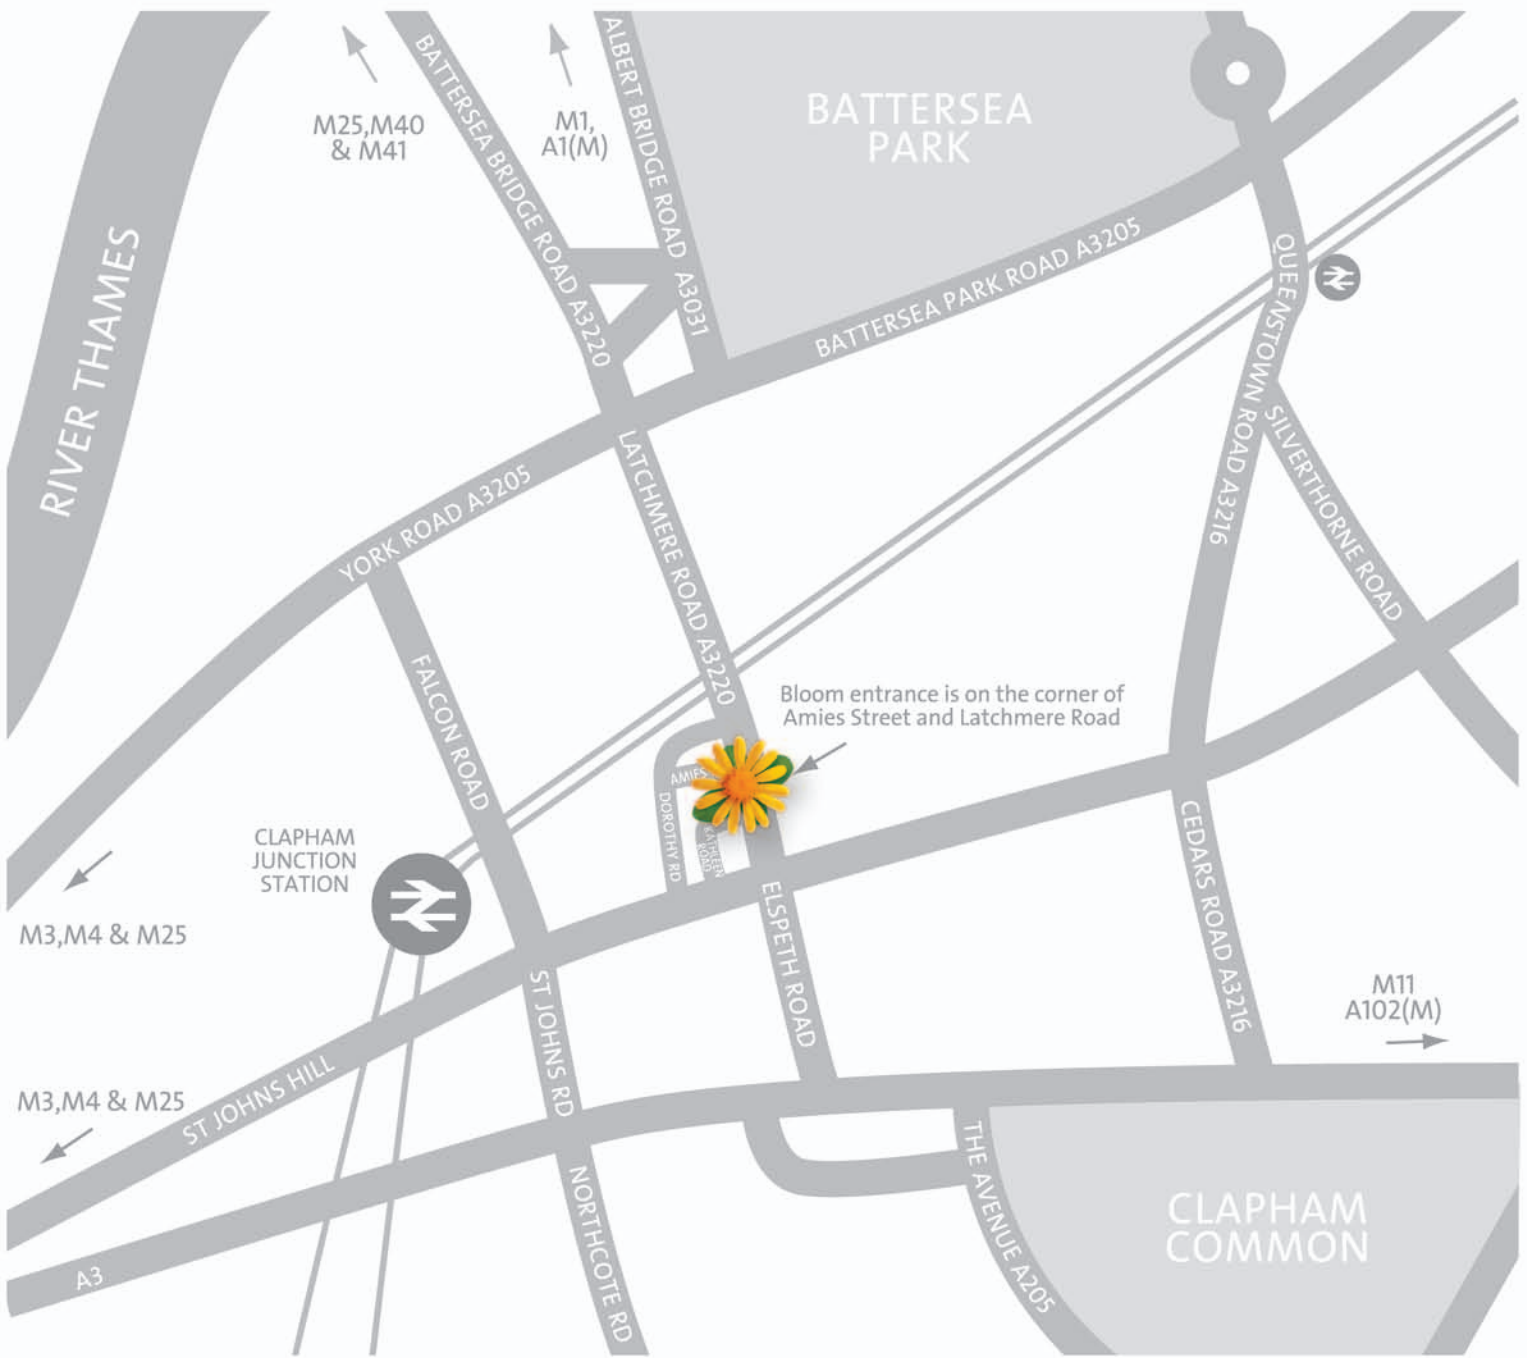 M25,M40
& M41
BATTERSEA BRIDGE ROAD A3220
M1,
A1(M)
ALBERT BRIDGE ROAD A3031
BATTERSEA
PARK
RIVER THAMES
BATTERSEA PARK ROAD A3205
QUEENSTOWN ROAD A3216
SILVERTHORNE ROAD
YORK ROAD A3205
LATCHMERE ROAD A3220
FALCON ROAD
Bloom entrance is on the corner of
Amies Street and Latchmere Road
AMIES
DOROTHY RD
KATHLEEN
ROAD
CLAPHAM
JUNCTION
STATION
M3,M4 & M25
ELSPETH ROAD
CEDARS ROAD A3216
ST JOHNS RD
M11
A102(M)
M3,M4 & M25
ST JOHNS HILL
THE AVENUE A205
NORTHCOTE RD
CLAPHAM
COMMON
A3